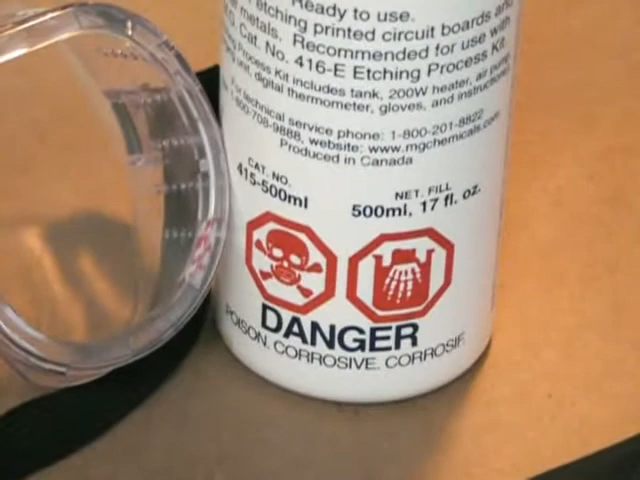 Ready to use.
etching printed circuit boards and
metals. Recommended for use with
Cat. No. 416-E Etching Process Kit
Process Kit includes tank, 200W heater, air pump
unit, digital thermometer, gloves, and instructions
For technical service phone: 1-800-201-8822
1-800-708-9888, website: www.mgchemicals.com
Produced in Canada
CAT. NO.
415-500ml
NET. FILL
500ml, 17 fl. oz.
DANGER
POISON. CORROSIVE. CORROSIF.